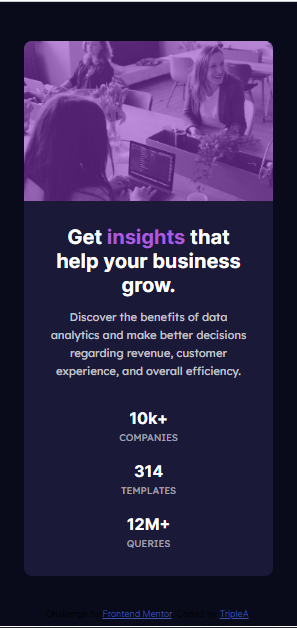 Get insights that
help your business
grow.
Discover the benefits of data
analytics and make better decisions
regarding revenue, customer
experience, and overall efficiency.
10k+
COMPANIES
314
TEMPLATES
12M+
QUERIES
Challenge by Frontend Mentor. Coded by TripleA